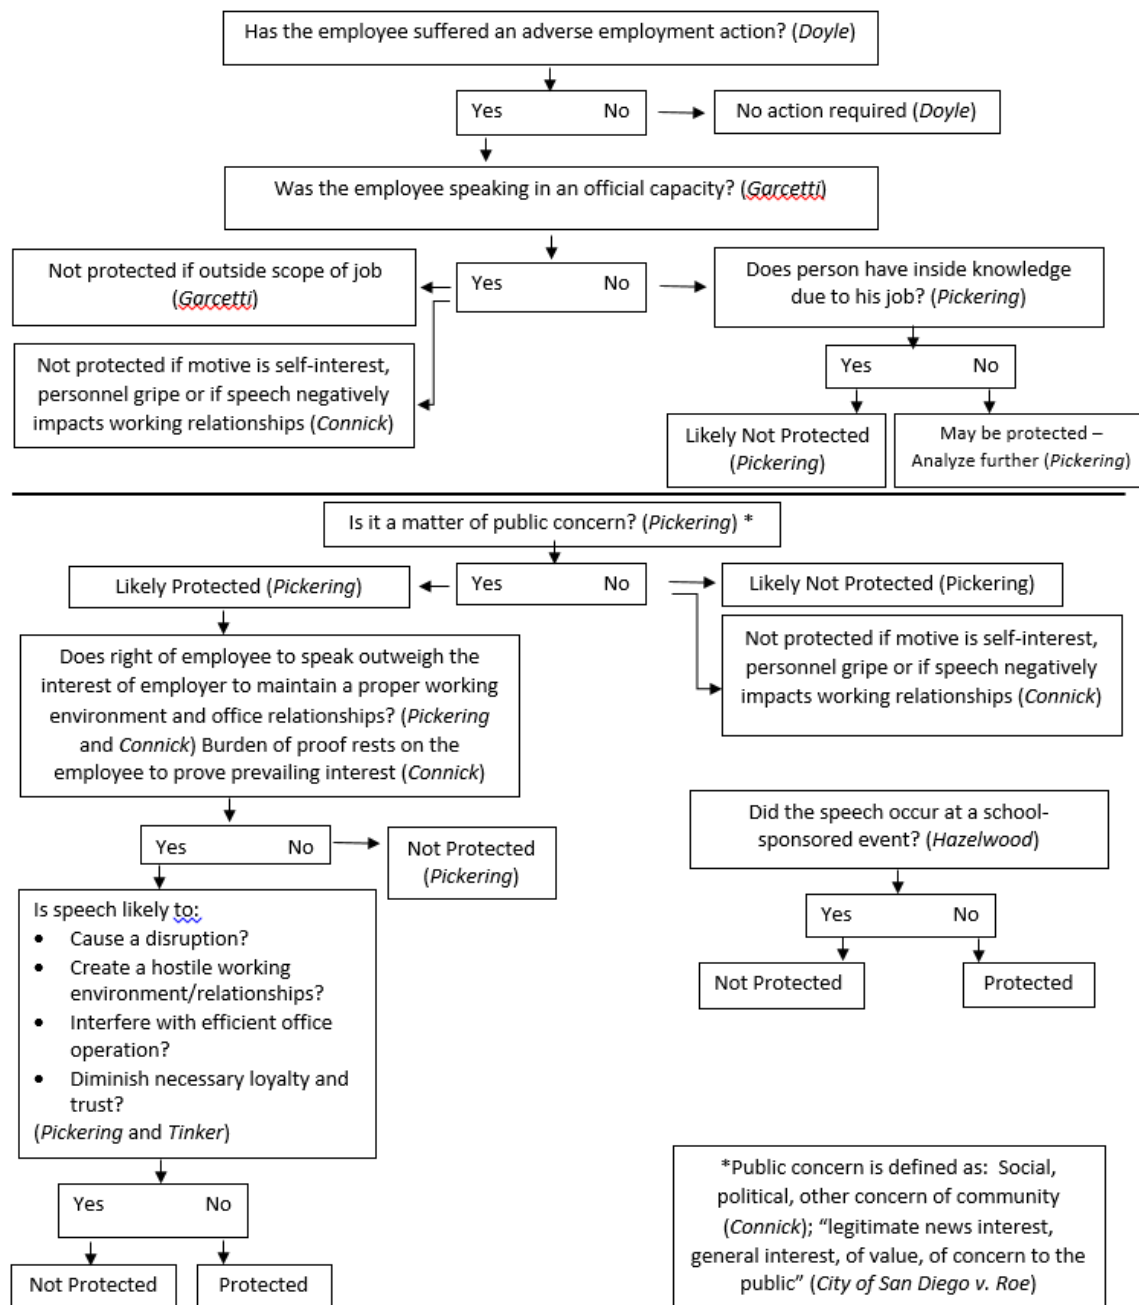 Has the employee suffered an adverse employment action? (Doyle)
Yes No
No action required (Doyle)
Was the employee speaking in an official capacity? (Garcetti)
Not protected if outside scope of job
(Garcetti)
Yes No
Does person have inside knowledge
due to his job? (Pickering)
Not protected if motive is self-interest,
personnel gripe or if speech negatively
impacts working relationships (Connick)
Yes No
Likely Not Protected
(Pickering)
May be protected –
Analyze further (Pickering)
Is it a matter of public concern? (Pickering) *
Likely Protected (Pickering)
Yes No
Likely Not Protected (Pickering)
Not protected if motive is self-interest,
personnel gripe or if speech negatively
impacts working relationships (Connick)
Does right of employee to speak outweigh the
interest of employer to maintain a proper working
environment and office relationships? (Pickering
and Connick) Burden of proof rests on the
employee to prove prevailing interest (Connick)
Yes No
Not Protected
(Pickering)
Did the speech occur at a school-
sponsored event? (Hazelwood)
Yes No
Not Protected
Protected
Is speech likely to:
• Cause a disruption?
• Create a hostile working
environment/relationships?
• Interfere with efficient office
operation?
• Diminish necessary loyalty and
trust?
(Pickering and Tinker)
Yes No
Not Protected
Protected
*Public concern is defined as: Social,
political, other concern of community
(Connick); “legitimate news interest,
general interest, of value, of concern to the
public” (City of San Diego v. Roe)